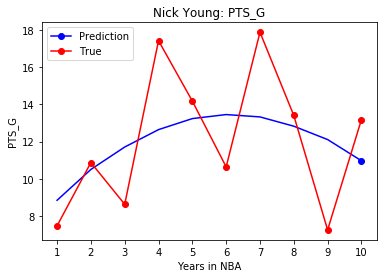 Nick Young: PTS_G
Prediction
True
18
16
14
12
10
8
PTS_G
1 2 3 4 5 6 7 8 9 10
Years in NBA